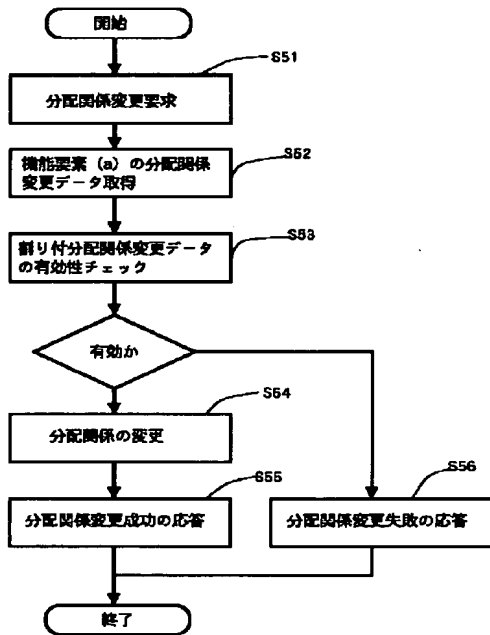 開始
S51
分配関係変更要求
S52
機能要素（a）の分配関係
変更データ取得
S53
割り付分配関係変更データ
の有効性チェック
有効か
S54
分配関係の変更
S55
分配関係変更成功の応答
S56
分配関係変更失敗の応答
終了